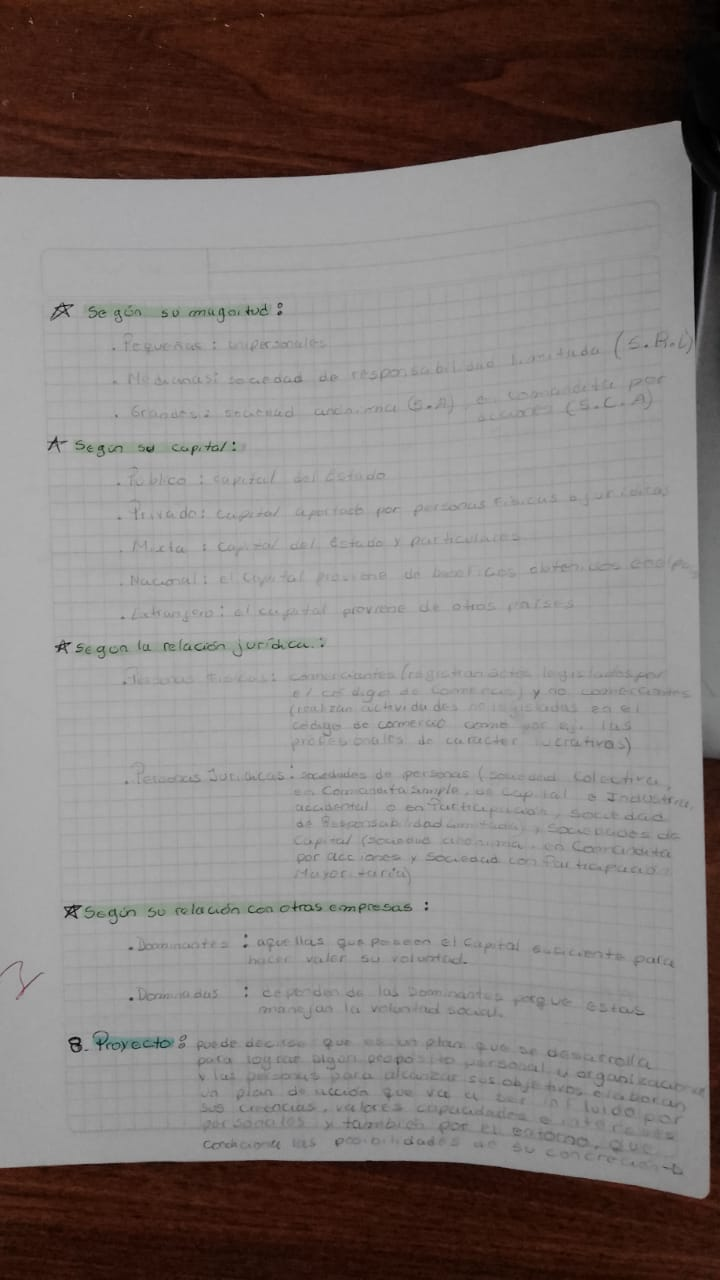 ☆ Según su magnitud:
. Pequeñas: unipersonales
. Medianas: sociedad de responsabilidad limitada (S.R.L)
. Grandes: sociedad anónima (S.A) e comandita por
acciones (S.C.A)
☆ Según su capital:
. Público: capital del Estado
. Privado: capital aportado por personas físicas o jurídicas
. Mixta: Capital del Estado y particulares
. Nacional: el capital proviene de beneficios obtenidos en el país
. Extranjero: el capital proviene de otros países
☆ Según la relación jurídica.:
. Personas Físicas: comerciantes (registran actos legislados por
el código de comercio) y no comerciantes
(realizan actividades no legisladas en el
código de comercio como por ej. las
profesionales de caracter lucrativas)
. Personas Jurídicas: sociedades de personas (sociedad Colectiva,
en Comandita Simple, de Capital e Industria,
accidental o en Participación, sociedad
de Responsabilidad Limitada), sociedades de
Capital (sociedad anónima, en Comandita
por acciones y Sociedad con Participación
Mayoritaria)
☆ Según su relación con otras empresas:
. Dominantes: aquellas que poseen el Capital suficiente para
hacer valer su voluntad.
. Dominadas: dependen de las Dominantes porque estas
manejan la voluntad social.
8. Proyecto: puede decirse que es un plan que se desarrolla
para lograr algún propósito personal u organizacional
y las personas para alcanzar sus objetivos elaboran
un plan de acción que va a ser influido por
sus creencias, valores capacidades e intereses
personales y también por el entorno, que
condiciona las posibilidades de su concreción